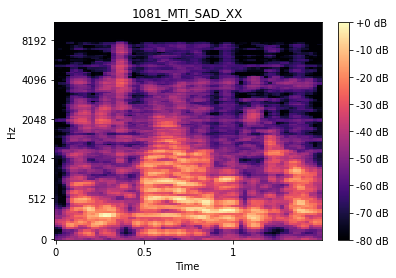 1081_MTI_SAD_XX
Hz
8192
4096
2048
1024
512
0
0
0.5
1
Time
+0 dB
-10 dB
-20 dB
-30 dB
-40 dB
-50 dB
-60 dB
-70 dB
-80 dB